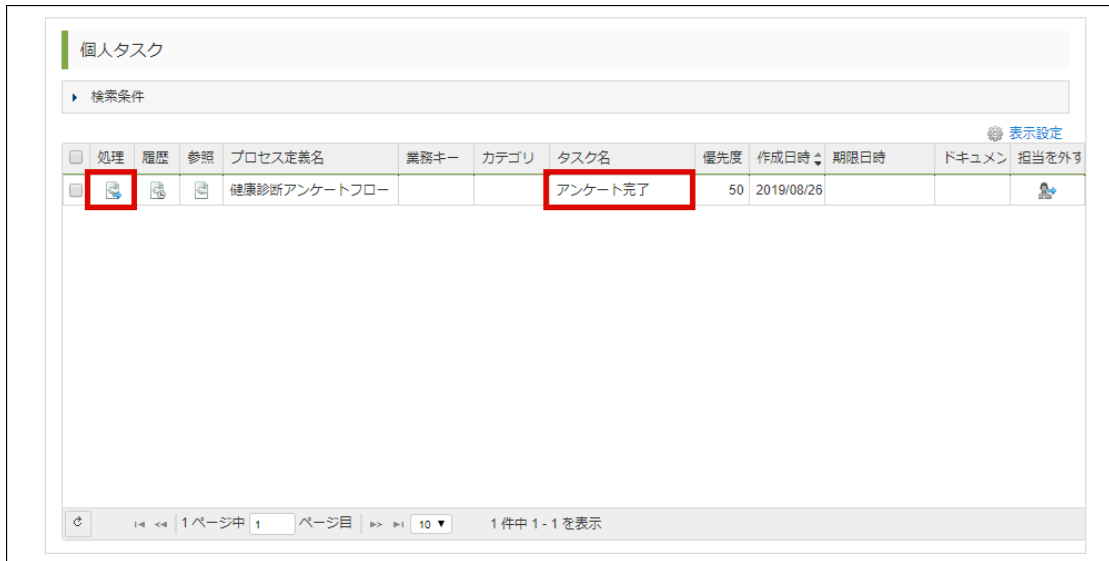 個人タスク
検索条件
表示設定
処理 履歴 参照 プロセス定義名 業務キー カテゴリ タスク名 優先度 作成日時 期限日時 ドキュメン 担当を外す
健康診断アンケートフロー アンケート完了 50 2019/08/26
1 ページ中 1 ページ目 10 1 件中 1 - 1 を表示